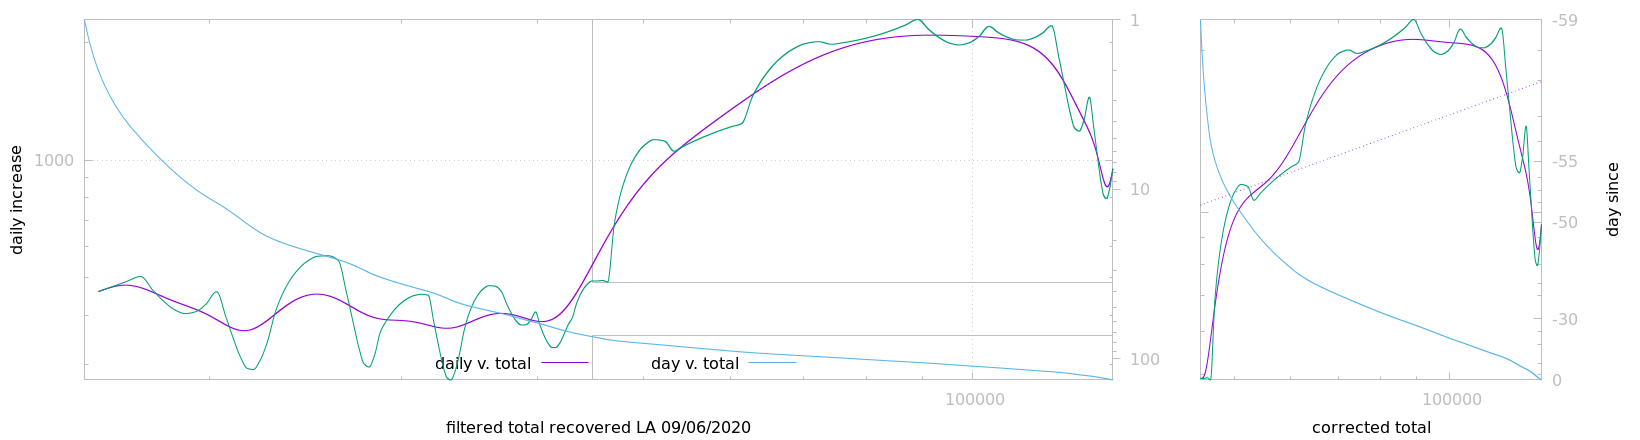 daily increase
1000
daily v. total
day v. total
1
10
100
100000
filtered total recovered LA 09/06/2020
-59
-55
-50
-30
0
day since
100000
corrected total